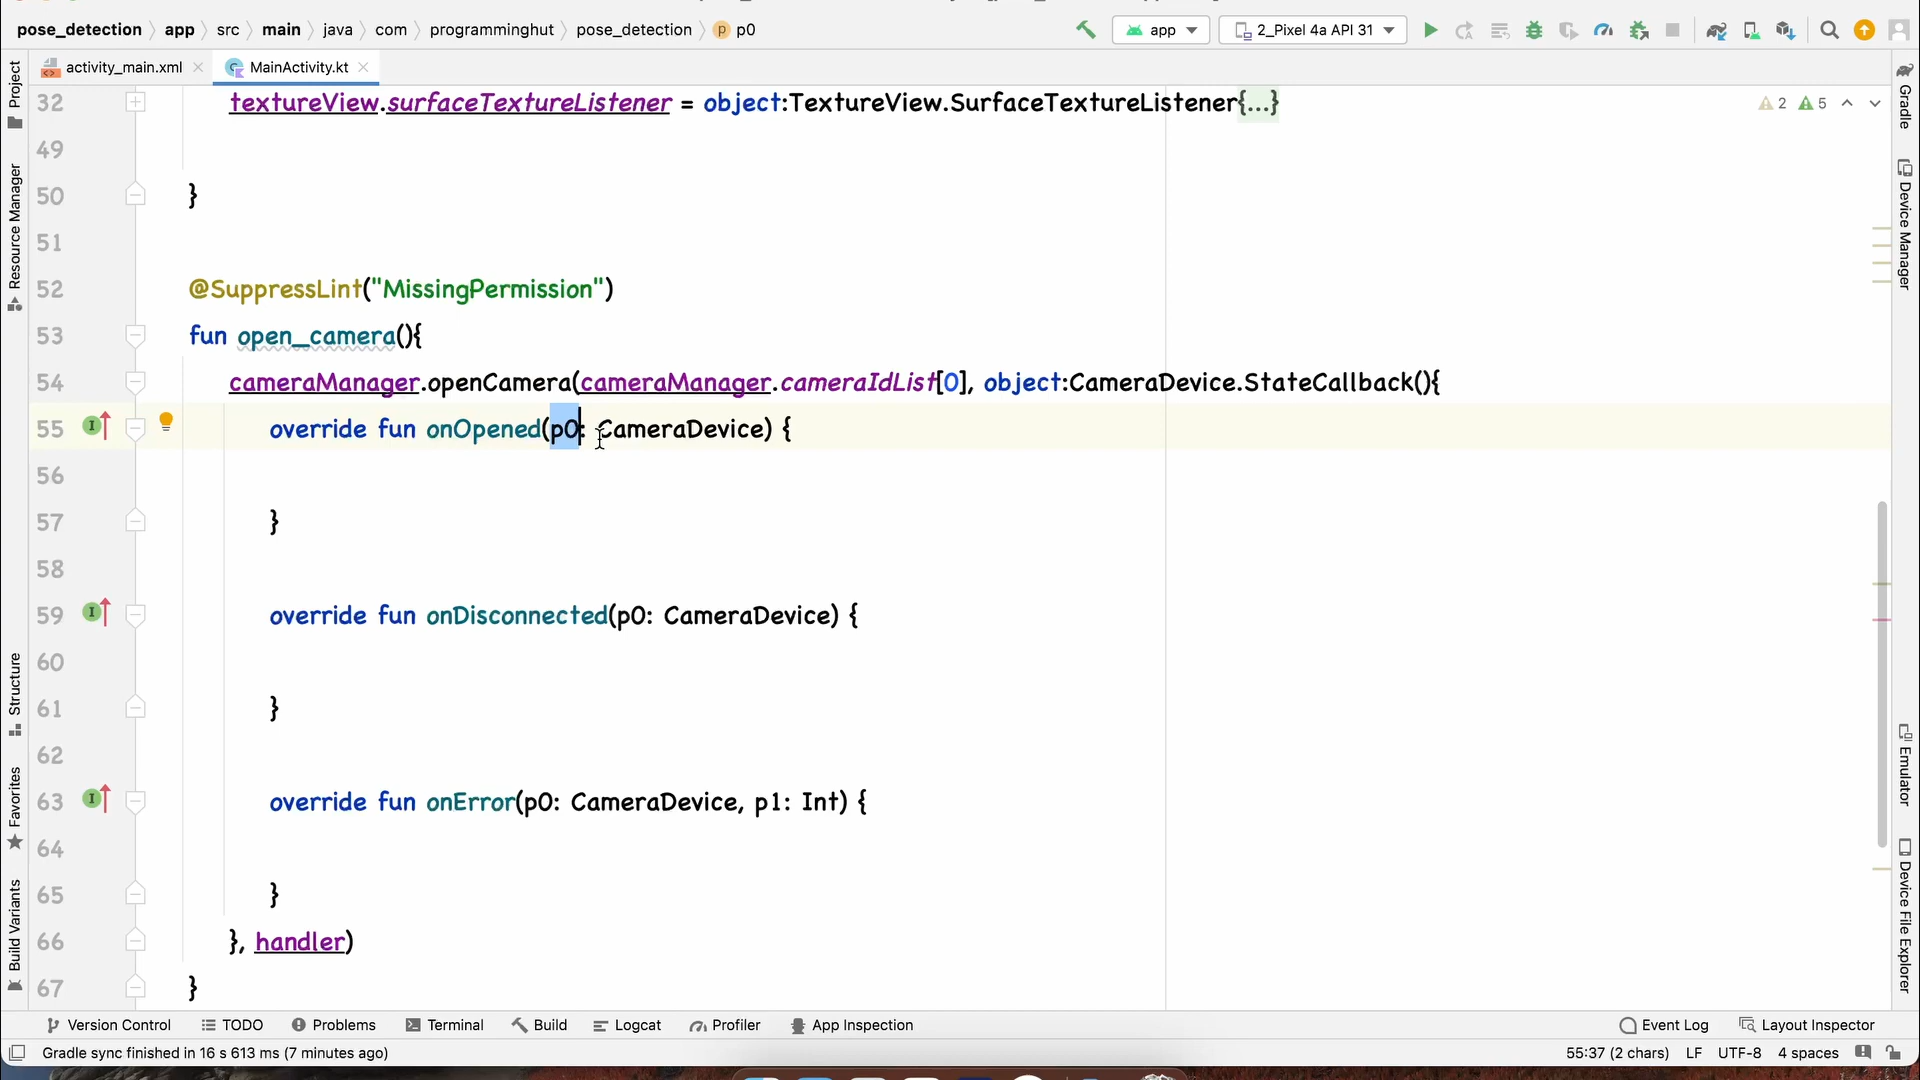 pose_detection app src main java com programminghut pose_detection p0 app 2_Pixel 4a API 31
activity_main.xml MainActivity.kt
32 textureView.surfaceTextureListener = object:TextureView.SurfaceTextureListener{...} 2 5
49
50 }
51
52 @SuppressLint("MissingPermission")
53 fun open_camera(){
54 cameraManager.openCamera(cameraManager.cameraIdList[0], object:CameraDevice.StateCallback(){
55 override fun onOpened(p0: CameraDevice) {
56
57 }
58
59 override fun onDisconnected(p0: CameraDevice) {
60
61 }
62
63 override fun onError(p0: CameraDevice, p1: Int) {
64
65 }
66 }, handler)
67 }
Project
Resource Manager
Structure
Favorites
Build Variants
Gradle
Device Manager
Emulator
Device File Explorer
Version Control TODO Problems Terminal Build Logcat Profiler App Inspection Event Log Layout Inspector
Gradle sync finished in 16 s 613 ms (7 minutes ago) 55:37 (2 chars) LF UTF-8 4 spaces